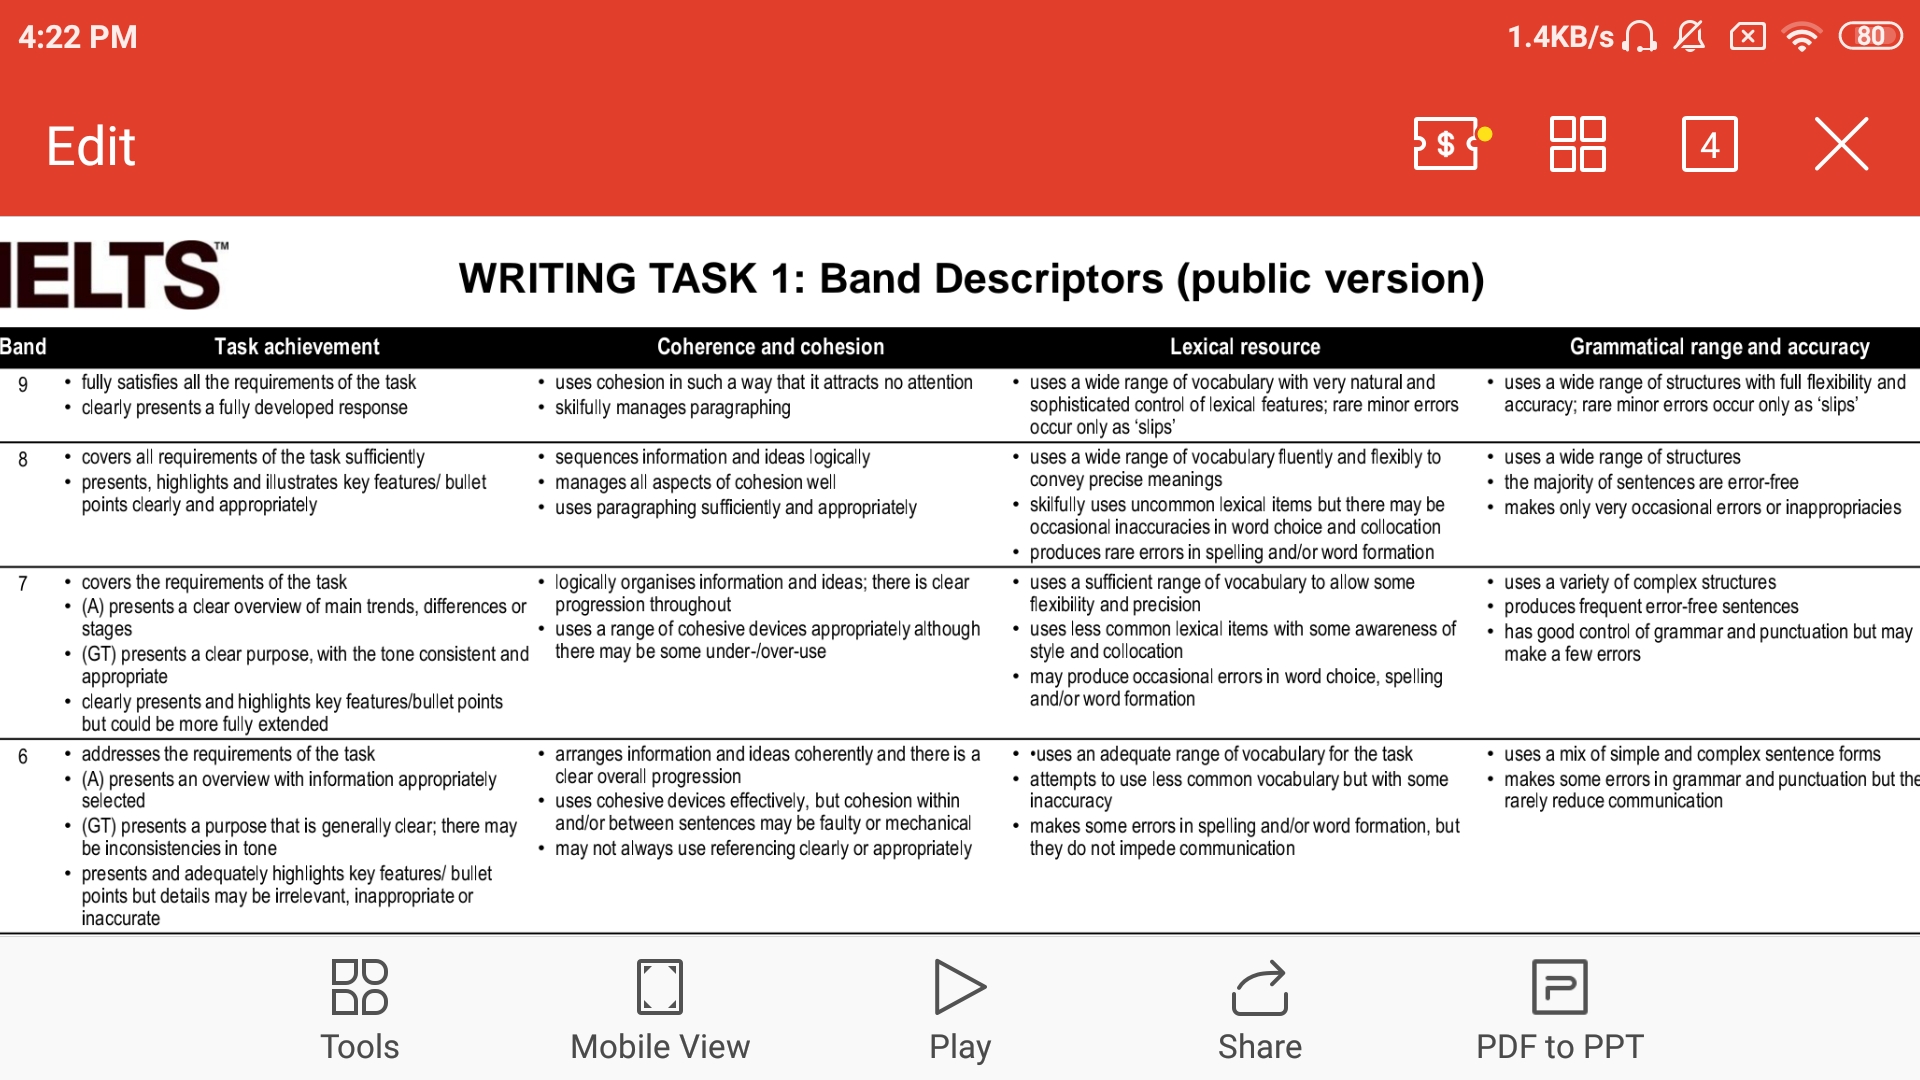 4:22 PM
1.4KB/s
80
Edit
$
4
IELTS™
WRITING TASK 1: Band Descriptors (public version)
Band Task achievement Coherence and cohesion Lexical resource Grammatical range and accuracy
9
• fully satisfies all the requirements of the task
• clearly presents a fully developed response
• uses cohesion in such a way that it attracts no attention
• skilfully manages paragraphing
• uses a wide range of vocabulary with very natural and
sophisticated control of lexical features; rare minor errors
occur only as ‘slips’
• uses a wide range of structures with full flexibility and
accuracy; rare minor errors occur only as ‘slips’
8
• covers all requirements of the task sufficiently
• presents, highlights and illustrates key features/ bullet
points clearly and appropriately
• sequences information and ideas logically
• manages all aspects of cohesion well
• uses paragraphing sufficiently and appropriately
• uses a wide range of vocabulary fluently and flexibly to
convey precise meanings
• skilfully uses uncommon lexical items but there may be
occasional inaccuracies in word choice and collocation
• produces rare errors in spelling and/or word formation
• uses a wide range of structures
• the majority of sentences are error-free
• makes only very occasional errors or inappropriacies
7
• covers the requirements of the task
• (A) presents a clear overview of main trends, differences or
stages
• (GT) presents a clear purpose, with the tone consistent and
appropriate
• clearly presents and highlights key features/bullet points
but could be more fully extended
• logically organises information and ideas; there is clear
progression throughout
• uses a range of cohesive devices appropriately although
there may be some under-/over-use
• uses a sufficient range of vocabulary to allow some
flexibility and precision
• uses less common lexical items with some awareness of
style and collocation
• may produce occasional errors in word choice, spelling
and/or word formation
• uses a variety of complex structures
• produces frequent error-free sentences
• has good control of grammar and punctuation but may
make a few errors
6
• addresses the requirements of the task
• (A) presents an overview with information appropriately
selected
• (GT) presents a purpose that is generally clear; there may
be inconsistencies in tone
• presents and adequately highlights key features/ bullet
points but details may be irrelevant, inappropriate or
inaccurate
• arranges information and ideas coherently and there is a
clear overall progression
• uses cohesive devices effectively, but cohesion within
and/or between sentences may be faulty or mechanical
• may not always use referencing clearly or appropriately
• •uses an adequate range of vocabulary for the task
• attempts to use less common vocabulary but with some
inaccuracy
• makes some errors in spelling and/or word formation, but
they do not impede communication
• uses a mix of simple and complex sentence forms
• makes some errors in grammar and punctuation but the
rarely reduce communication
Tools
Mobile View
Play
Share
PDF to PPT